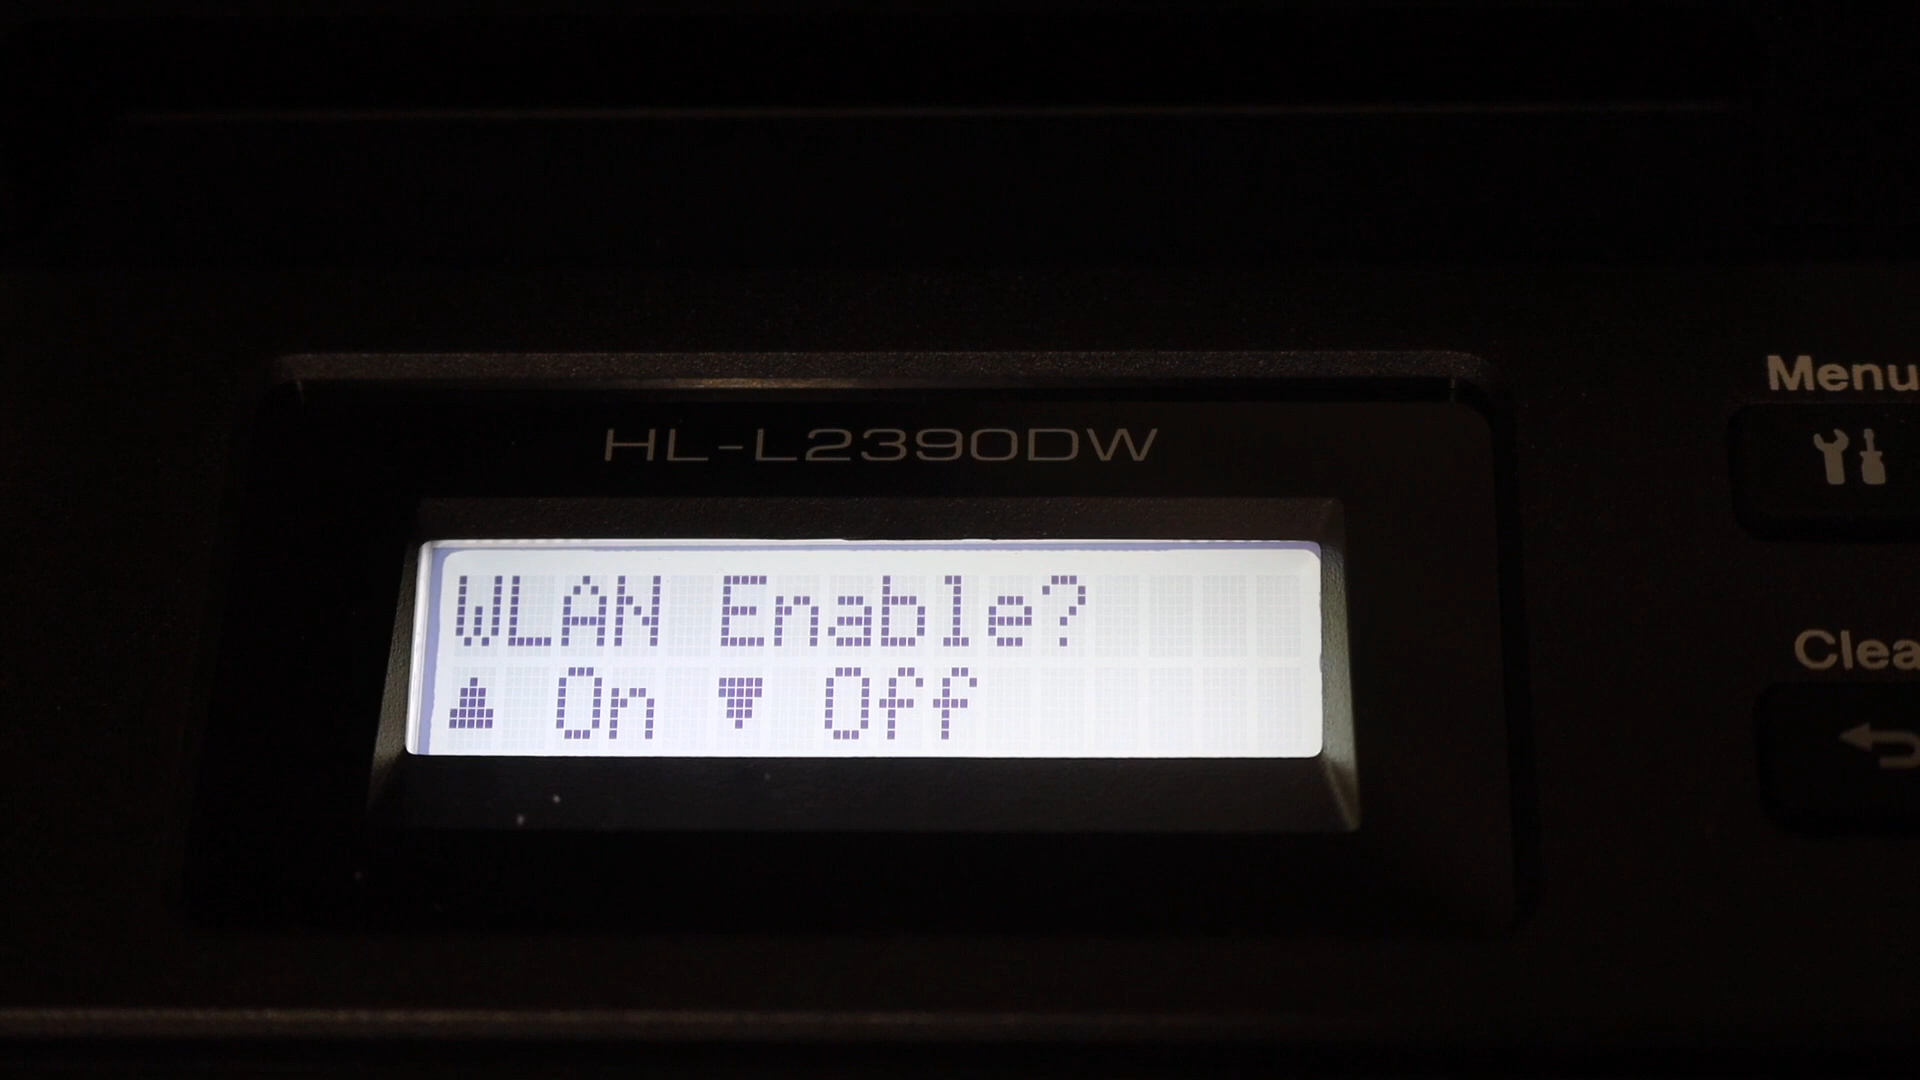 HL-L2390DW
WLAN Enable?
▲ On ▼ Off
Menu
Clea